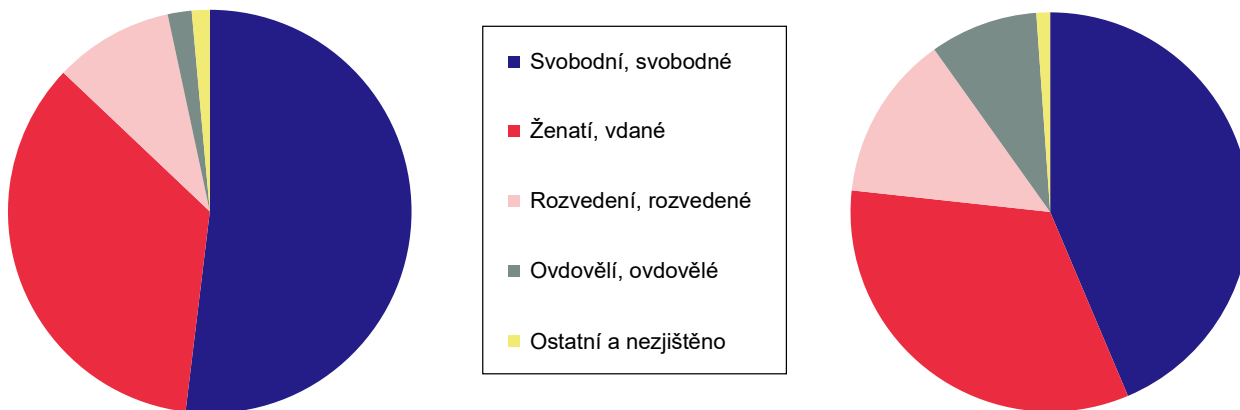 Svobodní, svobodné
Ženatí, vdané
Rozvedení, rozvedené
Ovdovělí, ovdovělé
Ostatní a nezjištěno